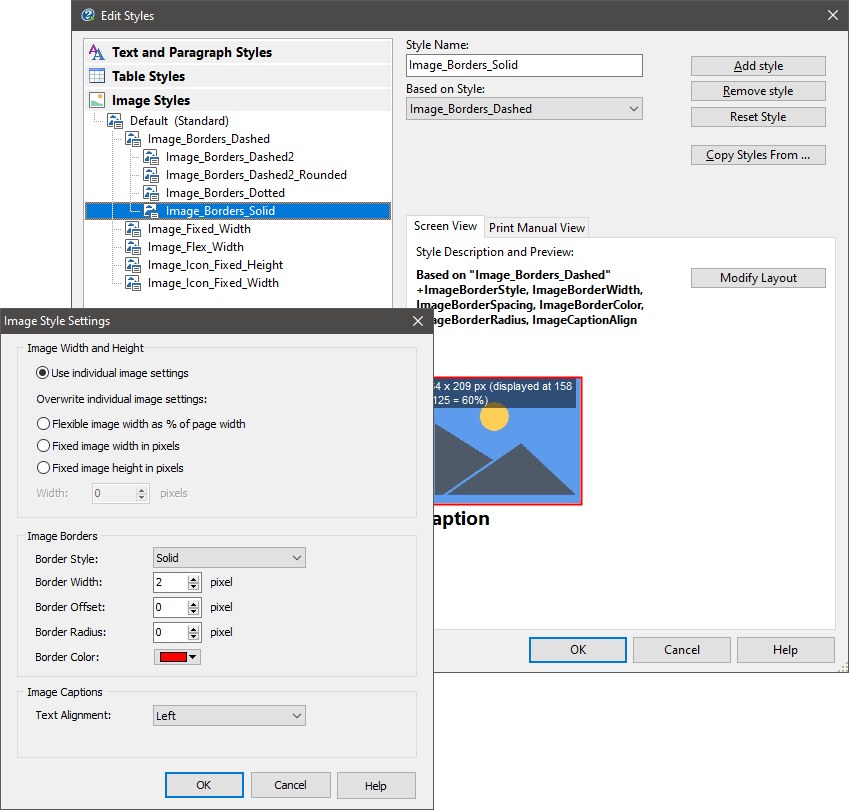 Edit Styles
Text and Paragraph Styles
Table Styles
Image Styles
Default (Standard)
Image_Borders_Dashed
Image_Borders_Dashed2
Image_Borders_Dashed2_Rounded
Image_Borders_Dotted
Image_Borders_Solid
Image_Fixed_Width
Image_Flex_Width
Image_Icon_Fixed_Height
Image_Icon_Fixed_Width
Style Name:
Image_Borders_Solid
Based on Style:
Image_Borders_Dashed
Add style
Remove style
Reset Style
Copy Styles From ...
Screen View
Print Manual View
Style Description and Preview:
Based on "Image_Borders_Dashed"
+ImageBorderStyle, ImageBorderWidth,
ImageBorderSpacing, ImageBorderColor,
mageBorderRadius, ImageCaptionAlign
Modify Layout
4 x 209 px (displayed at 158
125 = 60%)
aption
OK
Cancel
Help
Image Style Settings
Image Width and Height
Use individual image settings
Overwrite individual image settings:
Flexible image width as % of page width
Fixed image width in pixels
Fixed image height in pixels
Width: 0 pixels
Image Borders
Border Style: Solid
Border Width: 2 pixel
Border Offset: 0 pixel
Border Radius: 0 pixel
Border Color:
Image Captions
Text Alignment: Left
OK
Cancel
Help